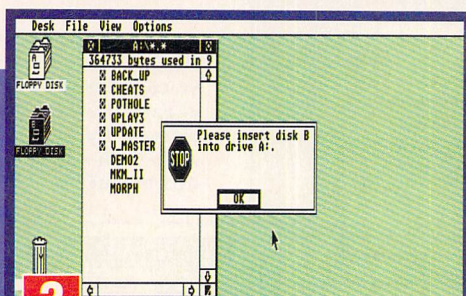 Desk File View Options
A:\*.*
364733 bytes used in 9
FLOPPY DISK
FLOPPY DISK
BACK_UP
CHEATS
POTHOLE
QPLAY3
UPDATE
V_MASTER
DEMO2
MKM_II
MORPH
STOP
Please insert disk B
into drive A:.
OK